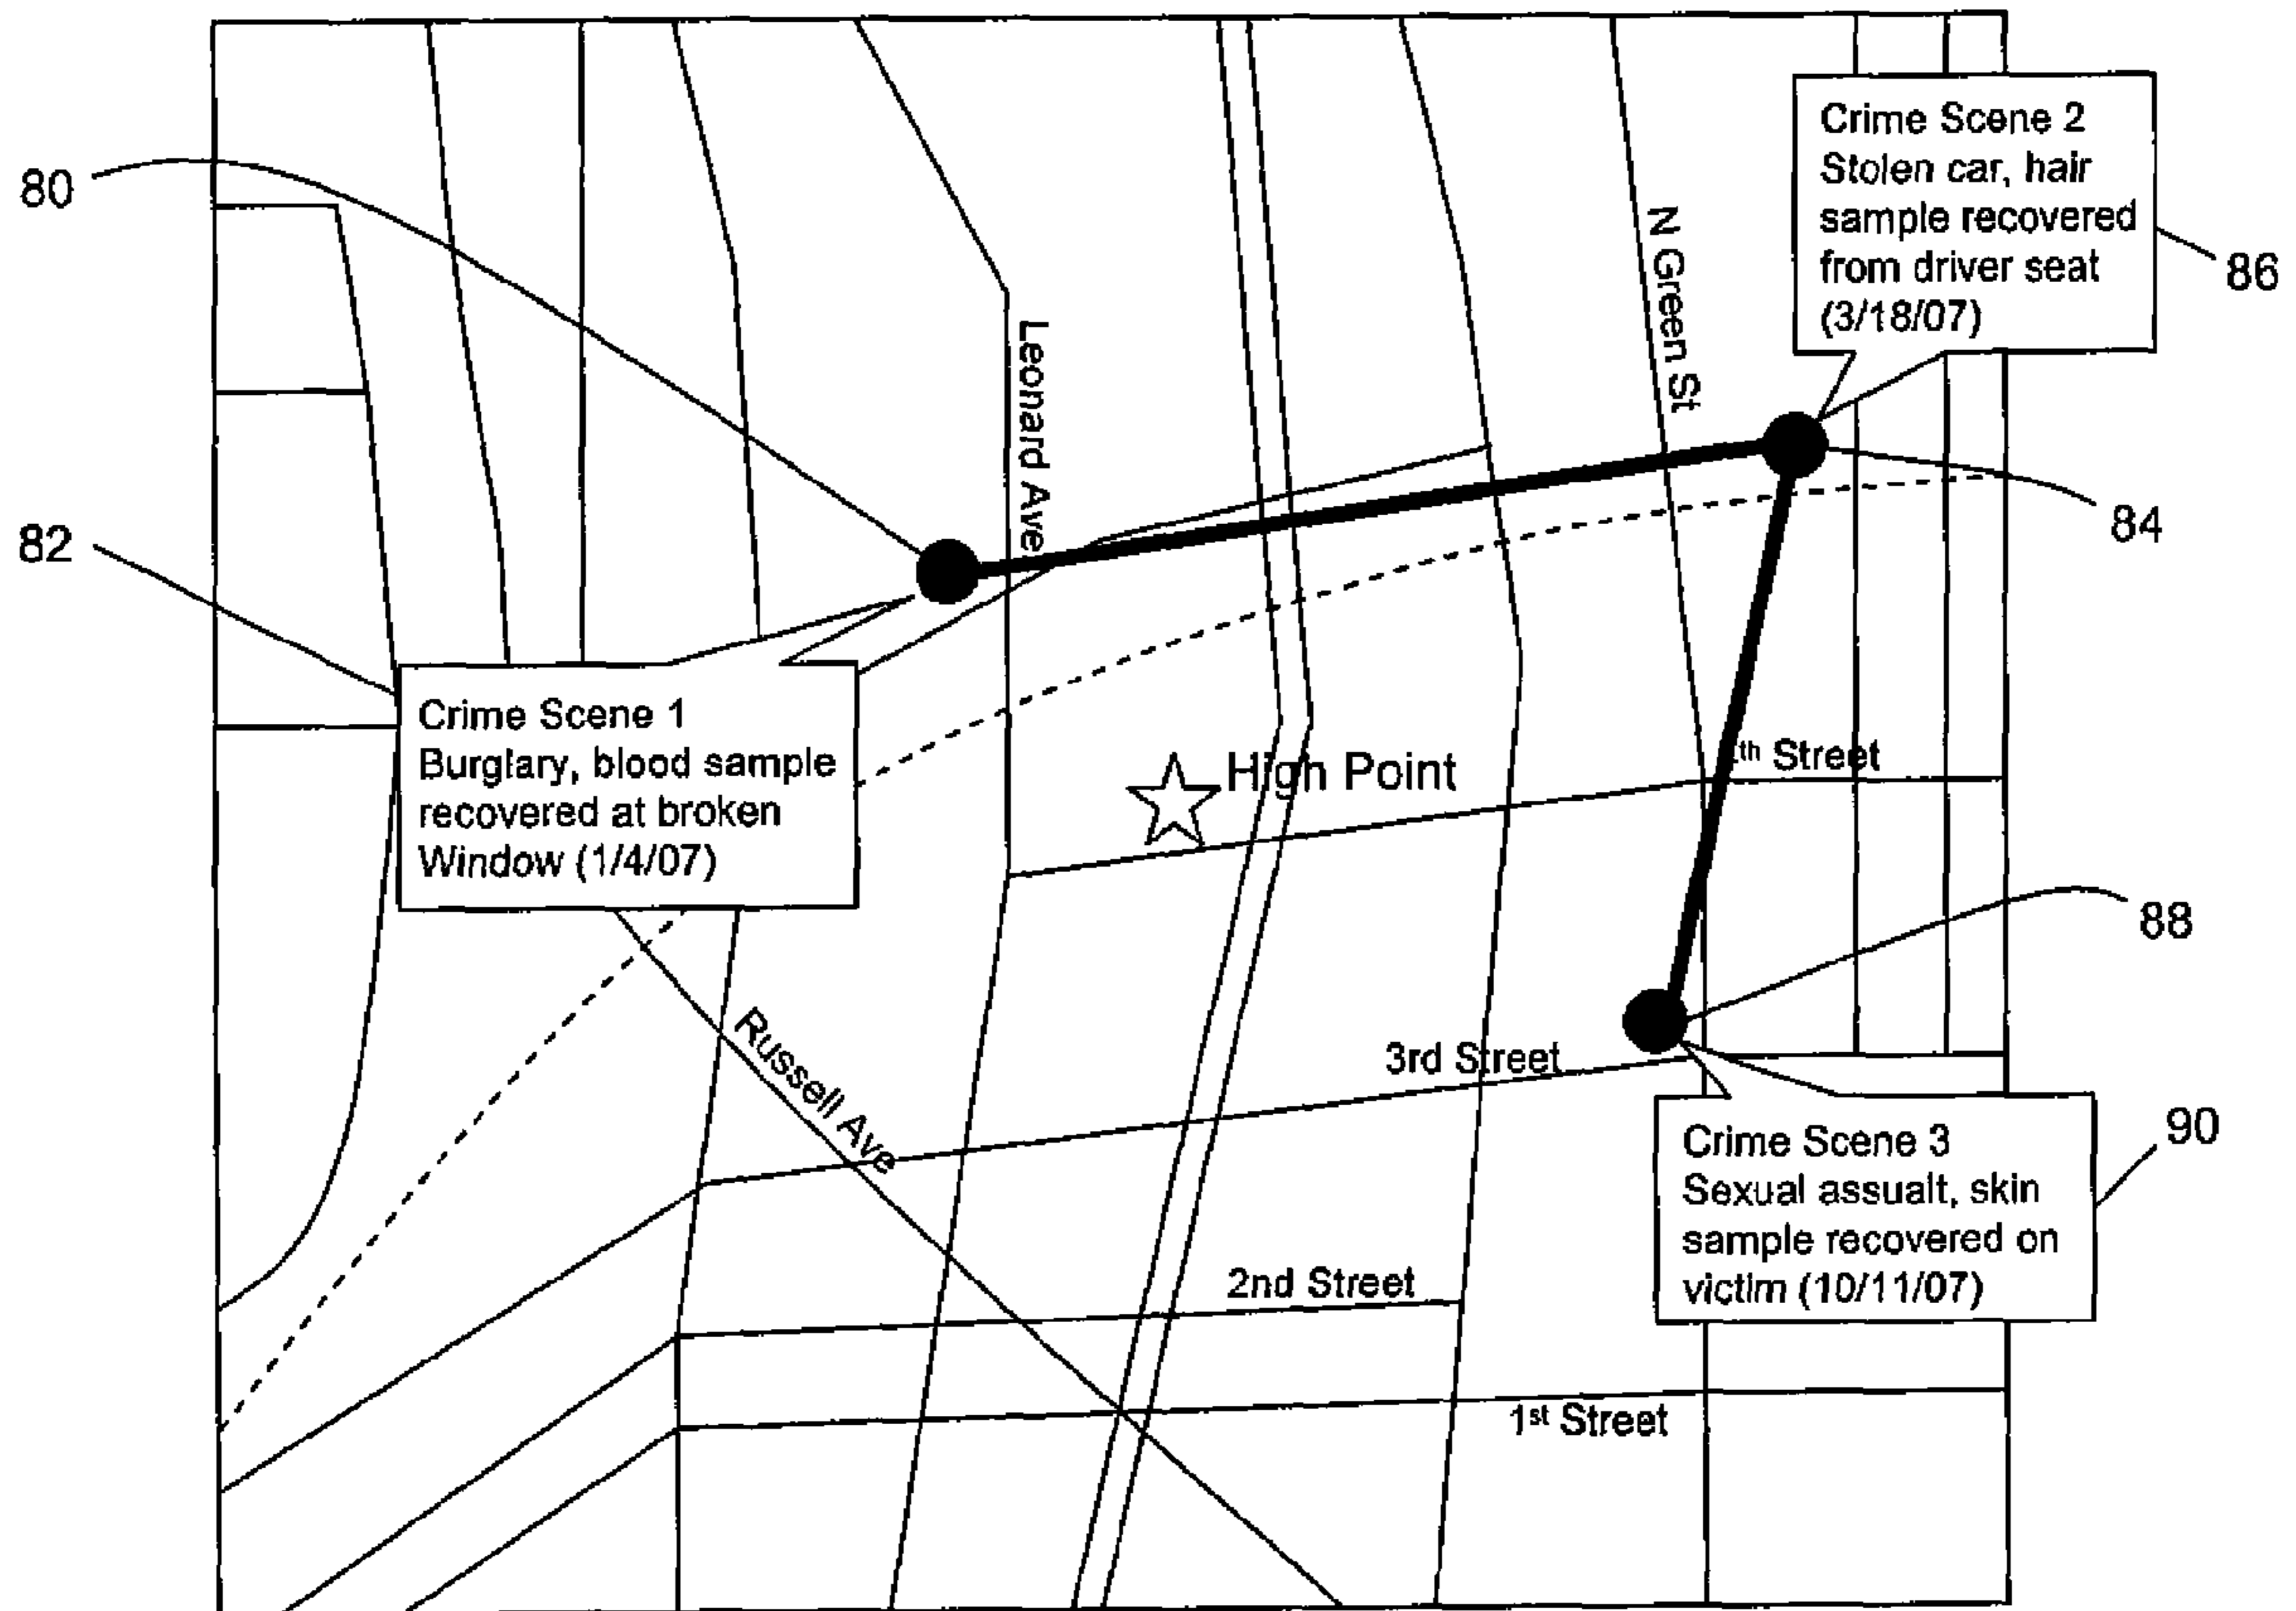 Crime Scene 2
Stolen car, hair
sample recovered
from driver seat
(3/18/07)
80
86
N Green St
Leonard Ave
84
82
Crime Scene 1
Burglary, blood sample
recovered at broken
Window (1/4/07)
High Point
th Street
88
Russell Ave
3rd Street
90
Crime Scene 3
Sexual assualt, skin
sample recovered on
victim (10/11/07)
2nd Street
1st Street